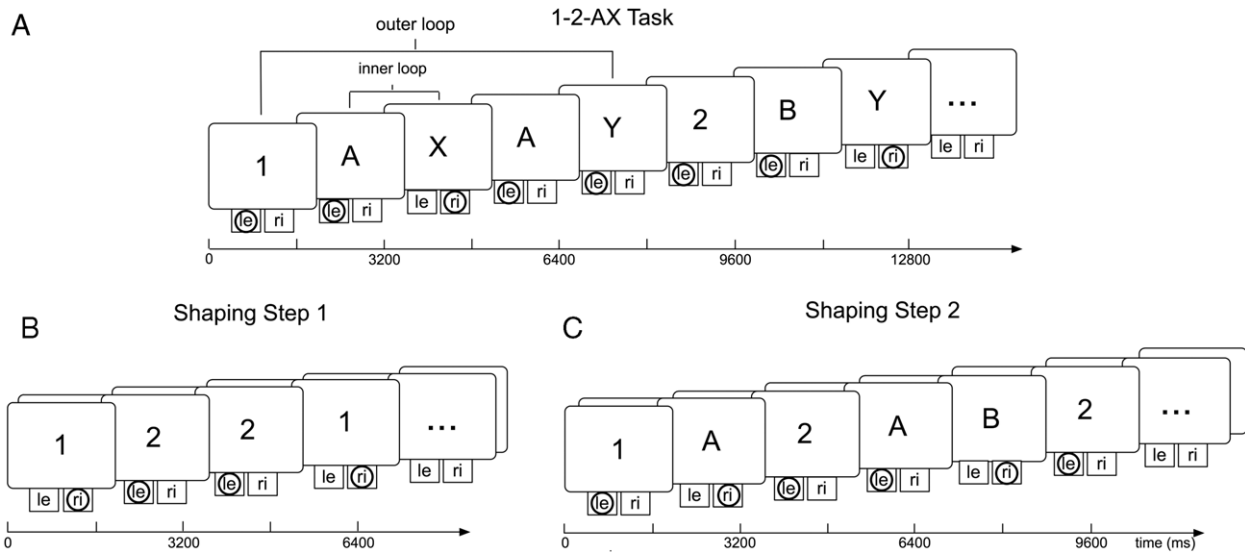 A
1-2-AX Task
outer loop
inner loop
1
A
X
A
Y
2
B
Y
...
le ri
le ri
le ri
le ri
le ri
le ri
le ri
le ri
le ri
0 3200 6400 9600 12800
B
Shaping Step 1
1
2
2
1
...
le ri
le ri
le ri
le ri
le ri
0 3200 6400
C
Shaping Step 2
1
A
2
A
B
2
...
le ri
le ri
le ri
le ri
le ri
le ri
le ri
0 3200 6400 9600 time (ms)